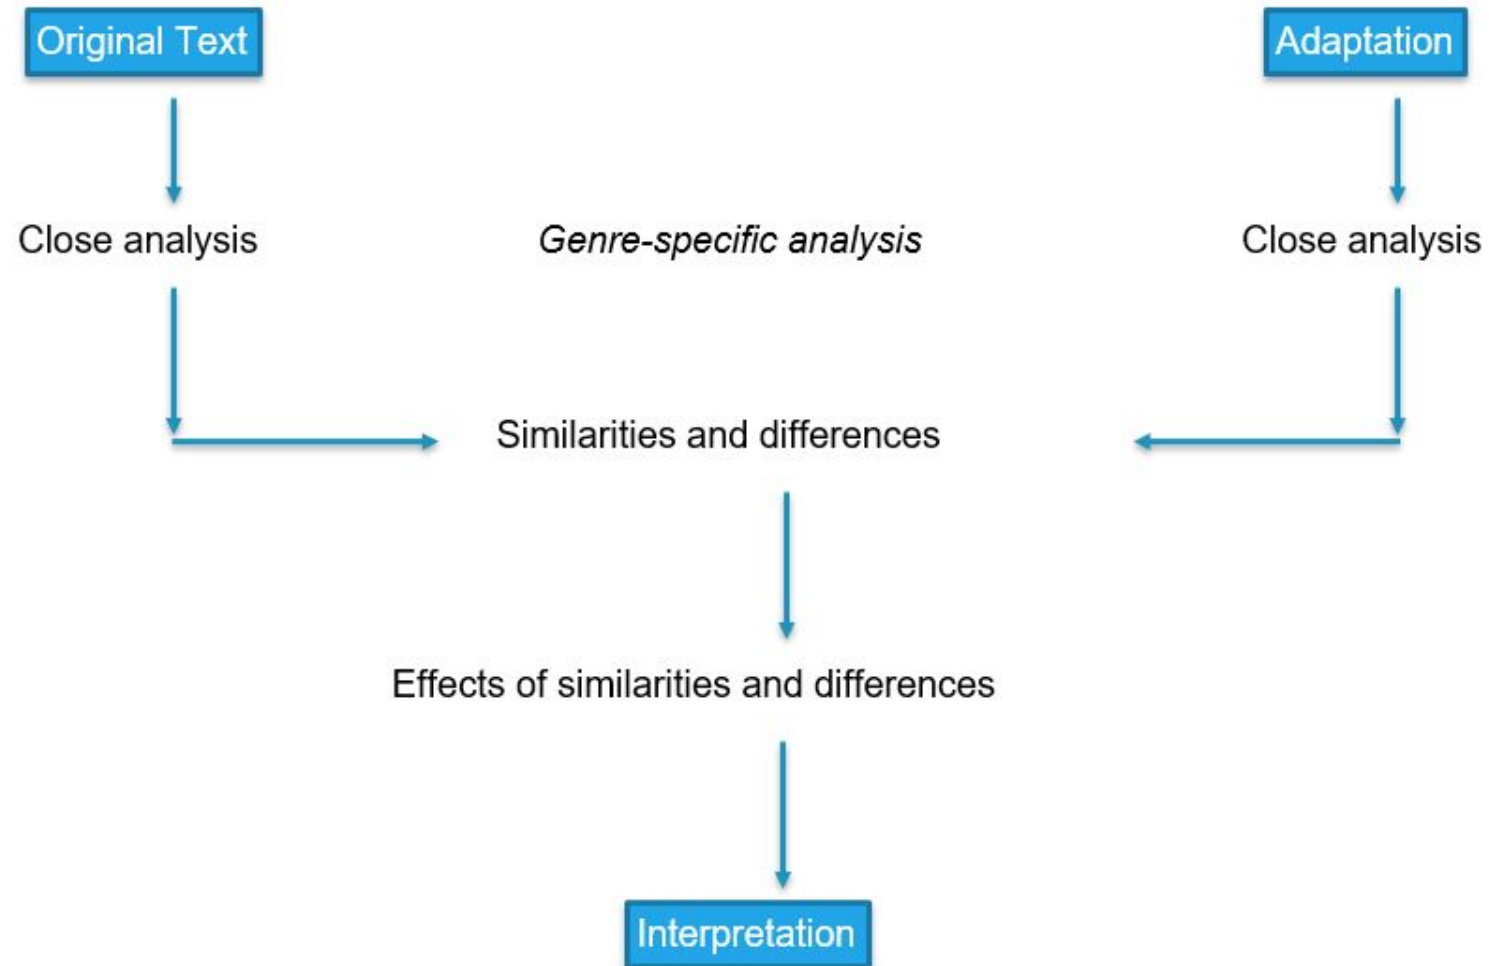 Original Text
Adaptation
Close analysis
Genre-specific analysis
Close analysis
Similarities and differences
Effects of similarities and differences
Interpretation